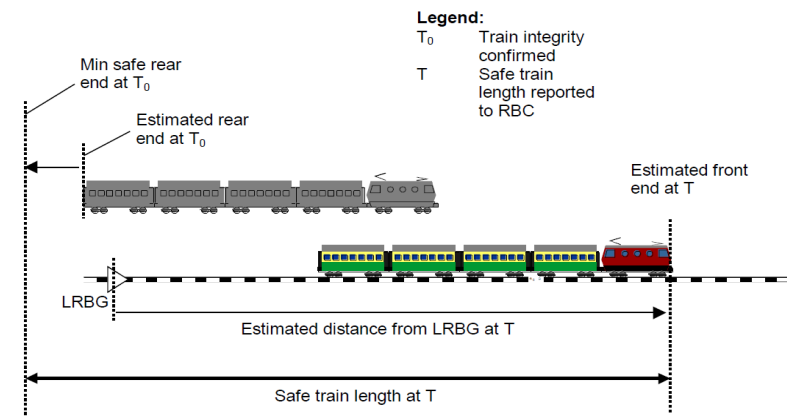 Legend:
T₀ Train integrity
confirmed
T Safe train
length reported
to RBC
Min safe rear
end at T₀
Estimated rear
end at T₀
Estimated front
end at T
LRBG
Estimated distance from LRBG at T
Safe train length at T